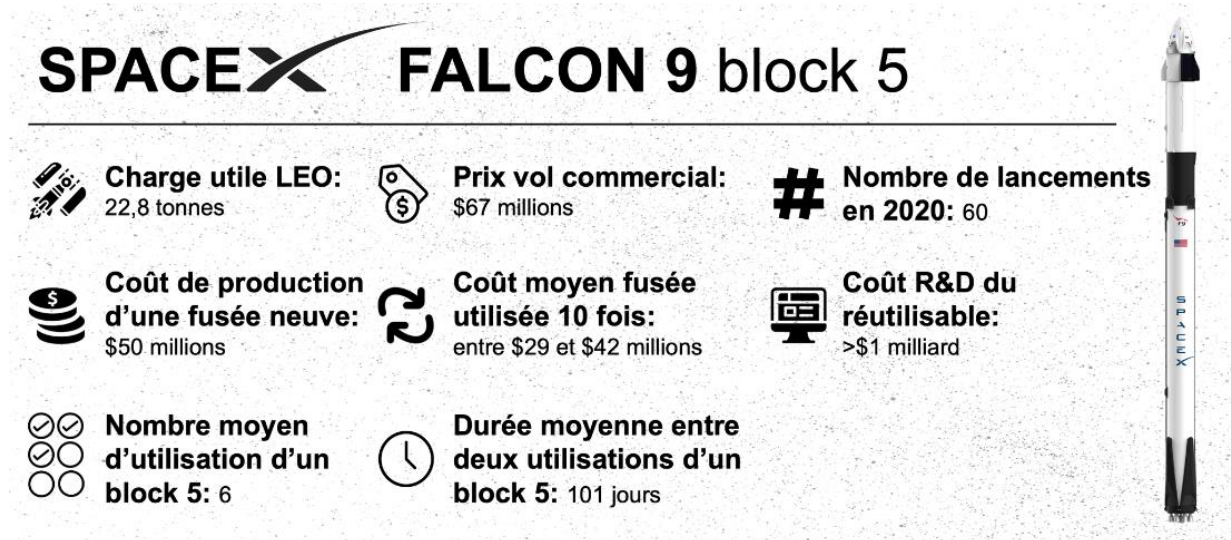 SPACEX FALCON 9 block 5
Charge utile LEO:
22,8 tonnes
Prix vol commercial:
$67 millions
Nombre de lancements
en 2020: 60
Coût de production
d’une fusée neuve:
$50 millions
Coût moyen fusée
utilisée 10 fois:
entre $29 et $42 millions
Coût R&D du
réutilisable:
>$1 milliard
Nombre moyen
d’utilisation d’un
block 5: 6
Durée moyenne entre
deux utilisations d’un
block 5: 101 jours
F9
SPACEX